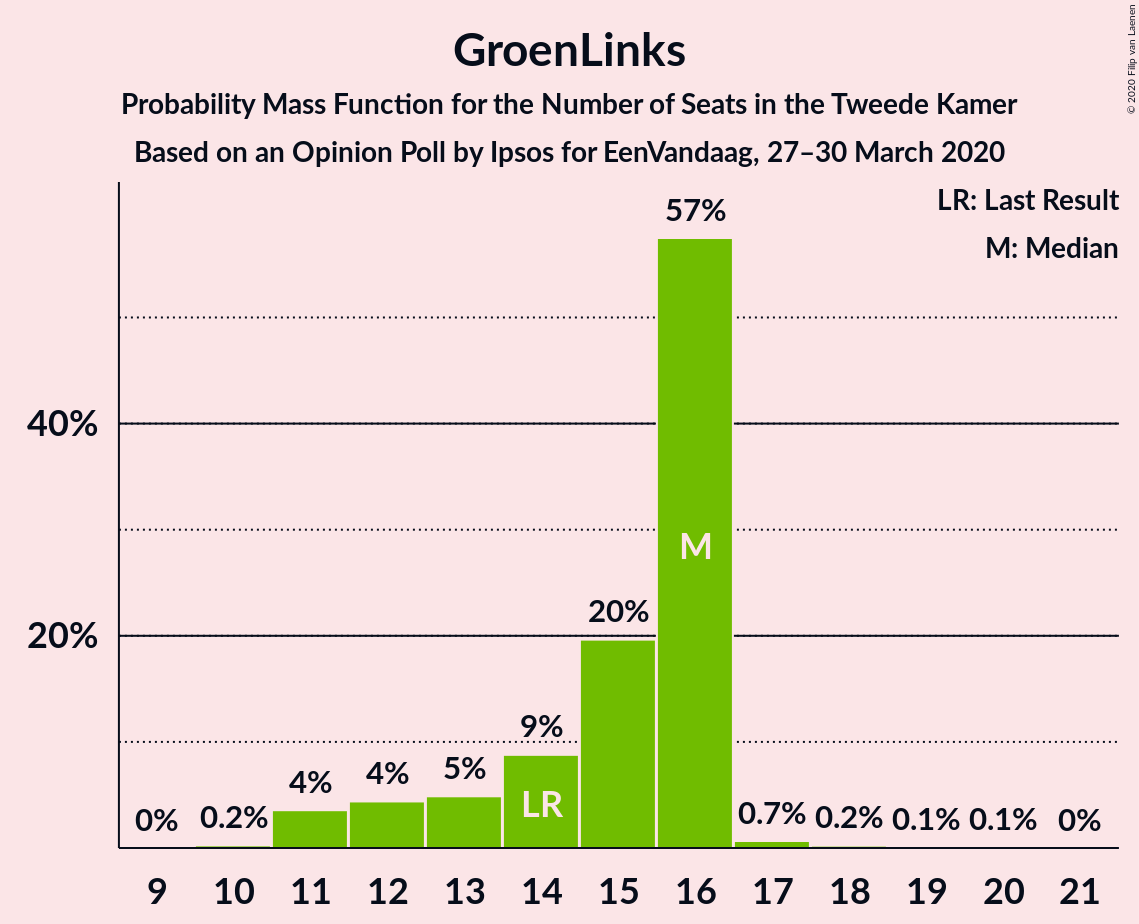 GroenLinks
Probability Mass Function for the Number of Seats in the Tweede Kamer
Based on an Opinion Poll by Ipsos for EenVandaag, 27–30 March 2020
© 2020 Filip van Laenen
LR: Last Result
M: Median
57%
40%
M
20%
20%
9%
5%
4%
4%
LR
0%
0.2%
0.7%
0.2%
0.1%
0.1%
0%
9 10 11 12 13 14 15 16 17 18 19 20 21